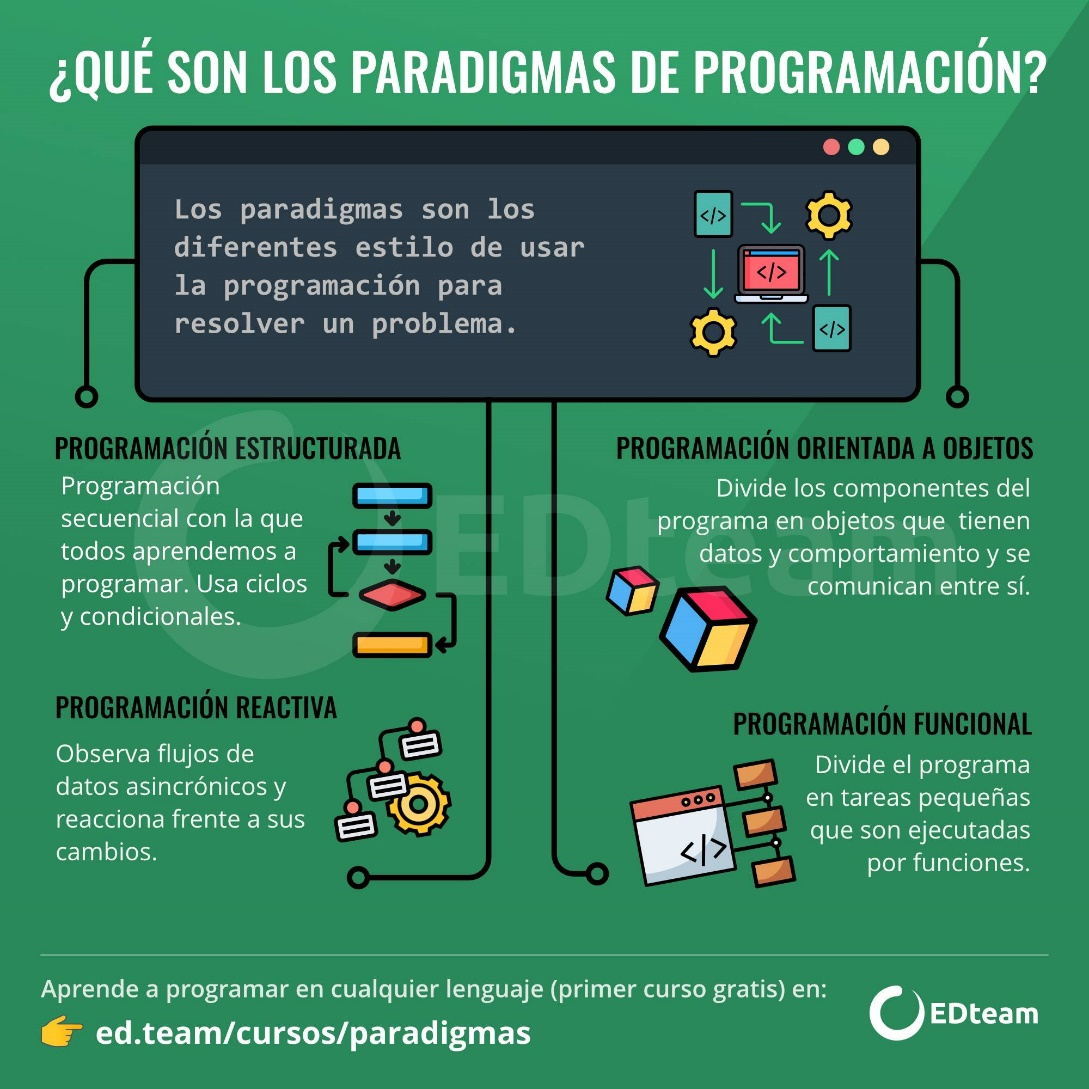 ¿QUÉ SON LOS PARADIGMAS DE PROGRAMACIÓN?
Los paradigmas son los
diferentes estilo de usar
la programación para
resolver un problema.
</>
</>
</>
PROGRAMACIÓN ESTRUCTURADA
Programación
secuencial con la que
todos aprendemos a
programar. Usa ciclos
y condicionales.
PROGRAMACIÓN ORIENTADA A OBJETOS
Divide los componentes del
programa en objetos que  tienen
datos y comportamiento y se
comunican entre sí.
EDteam
PROGRAMACIÓN REACTIVA
Observa flujos de
datos asincrónicos y
reacciona frente a sus
cambios.
PROGRAMACIÓN FUNCIONAL
Divide el programa
en tareas pequeñas
que son ejecutadas
por funciones.
</>
Aprende a programar en cualquier lenguaje (primer curso gratis) en:
ed.team/cursos/paradigmas
EDteam